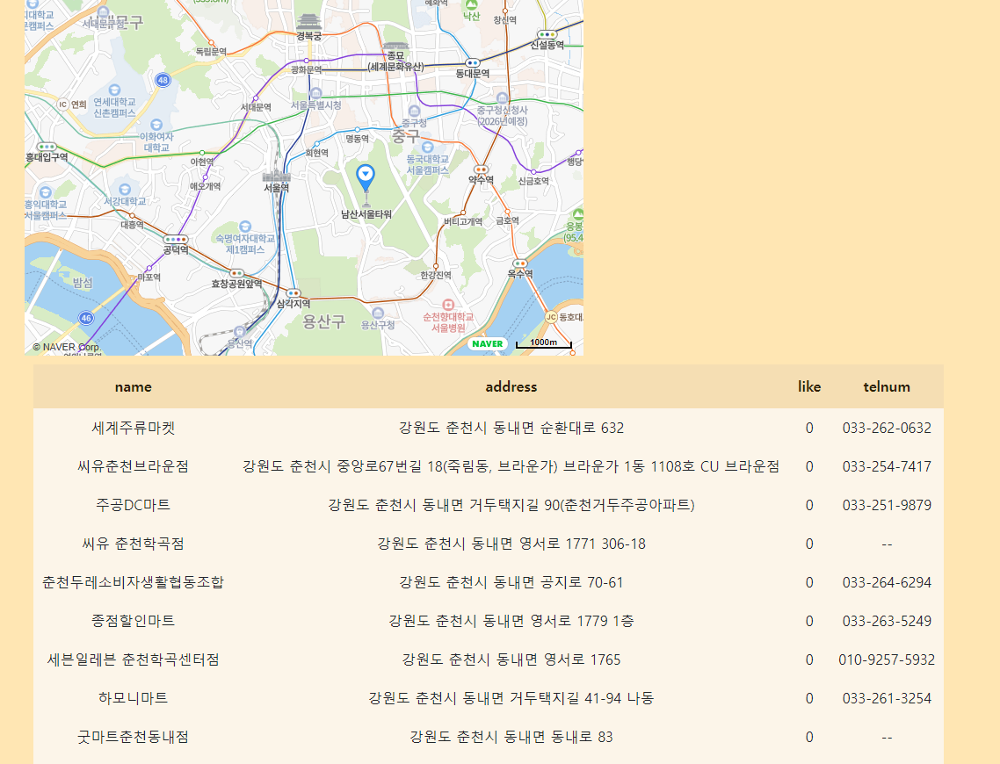 혜화역
낙산
창신역
서대문구청
경복궁
독립문역
종묘
(세계문화유산)
신설동역
광화문역
동대문역
48
IC 연희
연세대학교
신촌캠퍼스
서대문역
서울특별시청
중구청
중구청신청사
(2026년예정)
이화여자
대학교
명동역
중구
홍대입구역
아현역
회현역
동국대학교
서울캠퍼스
행당
애오개역
서울역
약수역
신금호역
홍익대학교
서울캠퍼스
서강대학교
남산서울타워
대흥역
버티고개역
금호역
응봉
(95.4
공덕역
숙명여자대학교
제1캠퍼스
밤섬
마포역
효창공원앞역
한강진역
옥수역
삼각지역
46
용산구
용산구청
순천향대학교
서울병원
JC 동호대
용산역
© NAVER Corp.
NAVER
1000m
name address like telnum
세계주류마켓 강원도 춘천시 동내면 순환대로 632 0 033-262-0632
씨유춘천브라운점 강원도 춘천시 중앙로67번길 18(죽림동, 브라운가) 브라운가 1동 1108호 CU 브라운점 0 033-254-7417
주공DC마트 강원도 춘천시 동내면 거두택지길 90(춘천거두주공아파트) 0 033-251-9879
씨유 춘천학곡점 강원도 춘천시 동내면 영서로 1771 306-18 0 --
춘천두레소비자생활협동조합 강원도 춘천시 동내면 공지로 70-61 0 033-264-6294
종점할인마트 강원도 춘천시 동내면 영서로 1779 1층 0 033-263-5249
세븐일레븐 춘천학곡센터점 강원도 춘천시 동내면 영서로 1765 0 010-9257-5932
하모니마트 강원도 춘천시 동내면 거두택지길 41-94 나동 0 033-261-3254
굿마트춘천동내점 강원도 춘천시 동내면 동내로 83 0 --